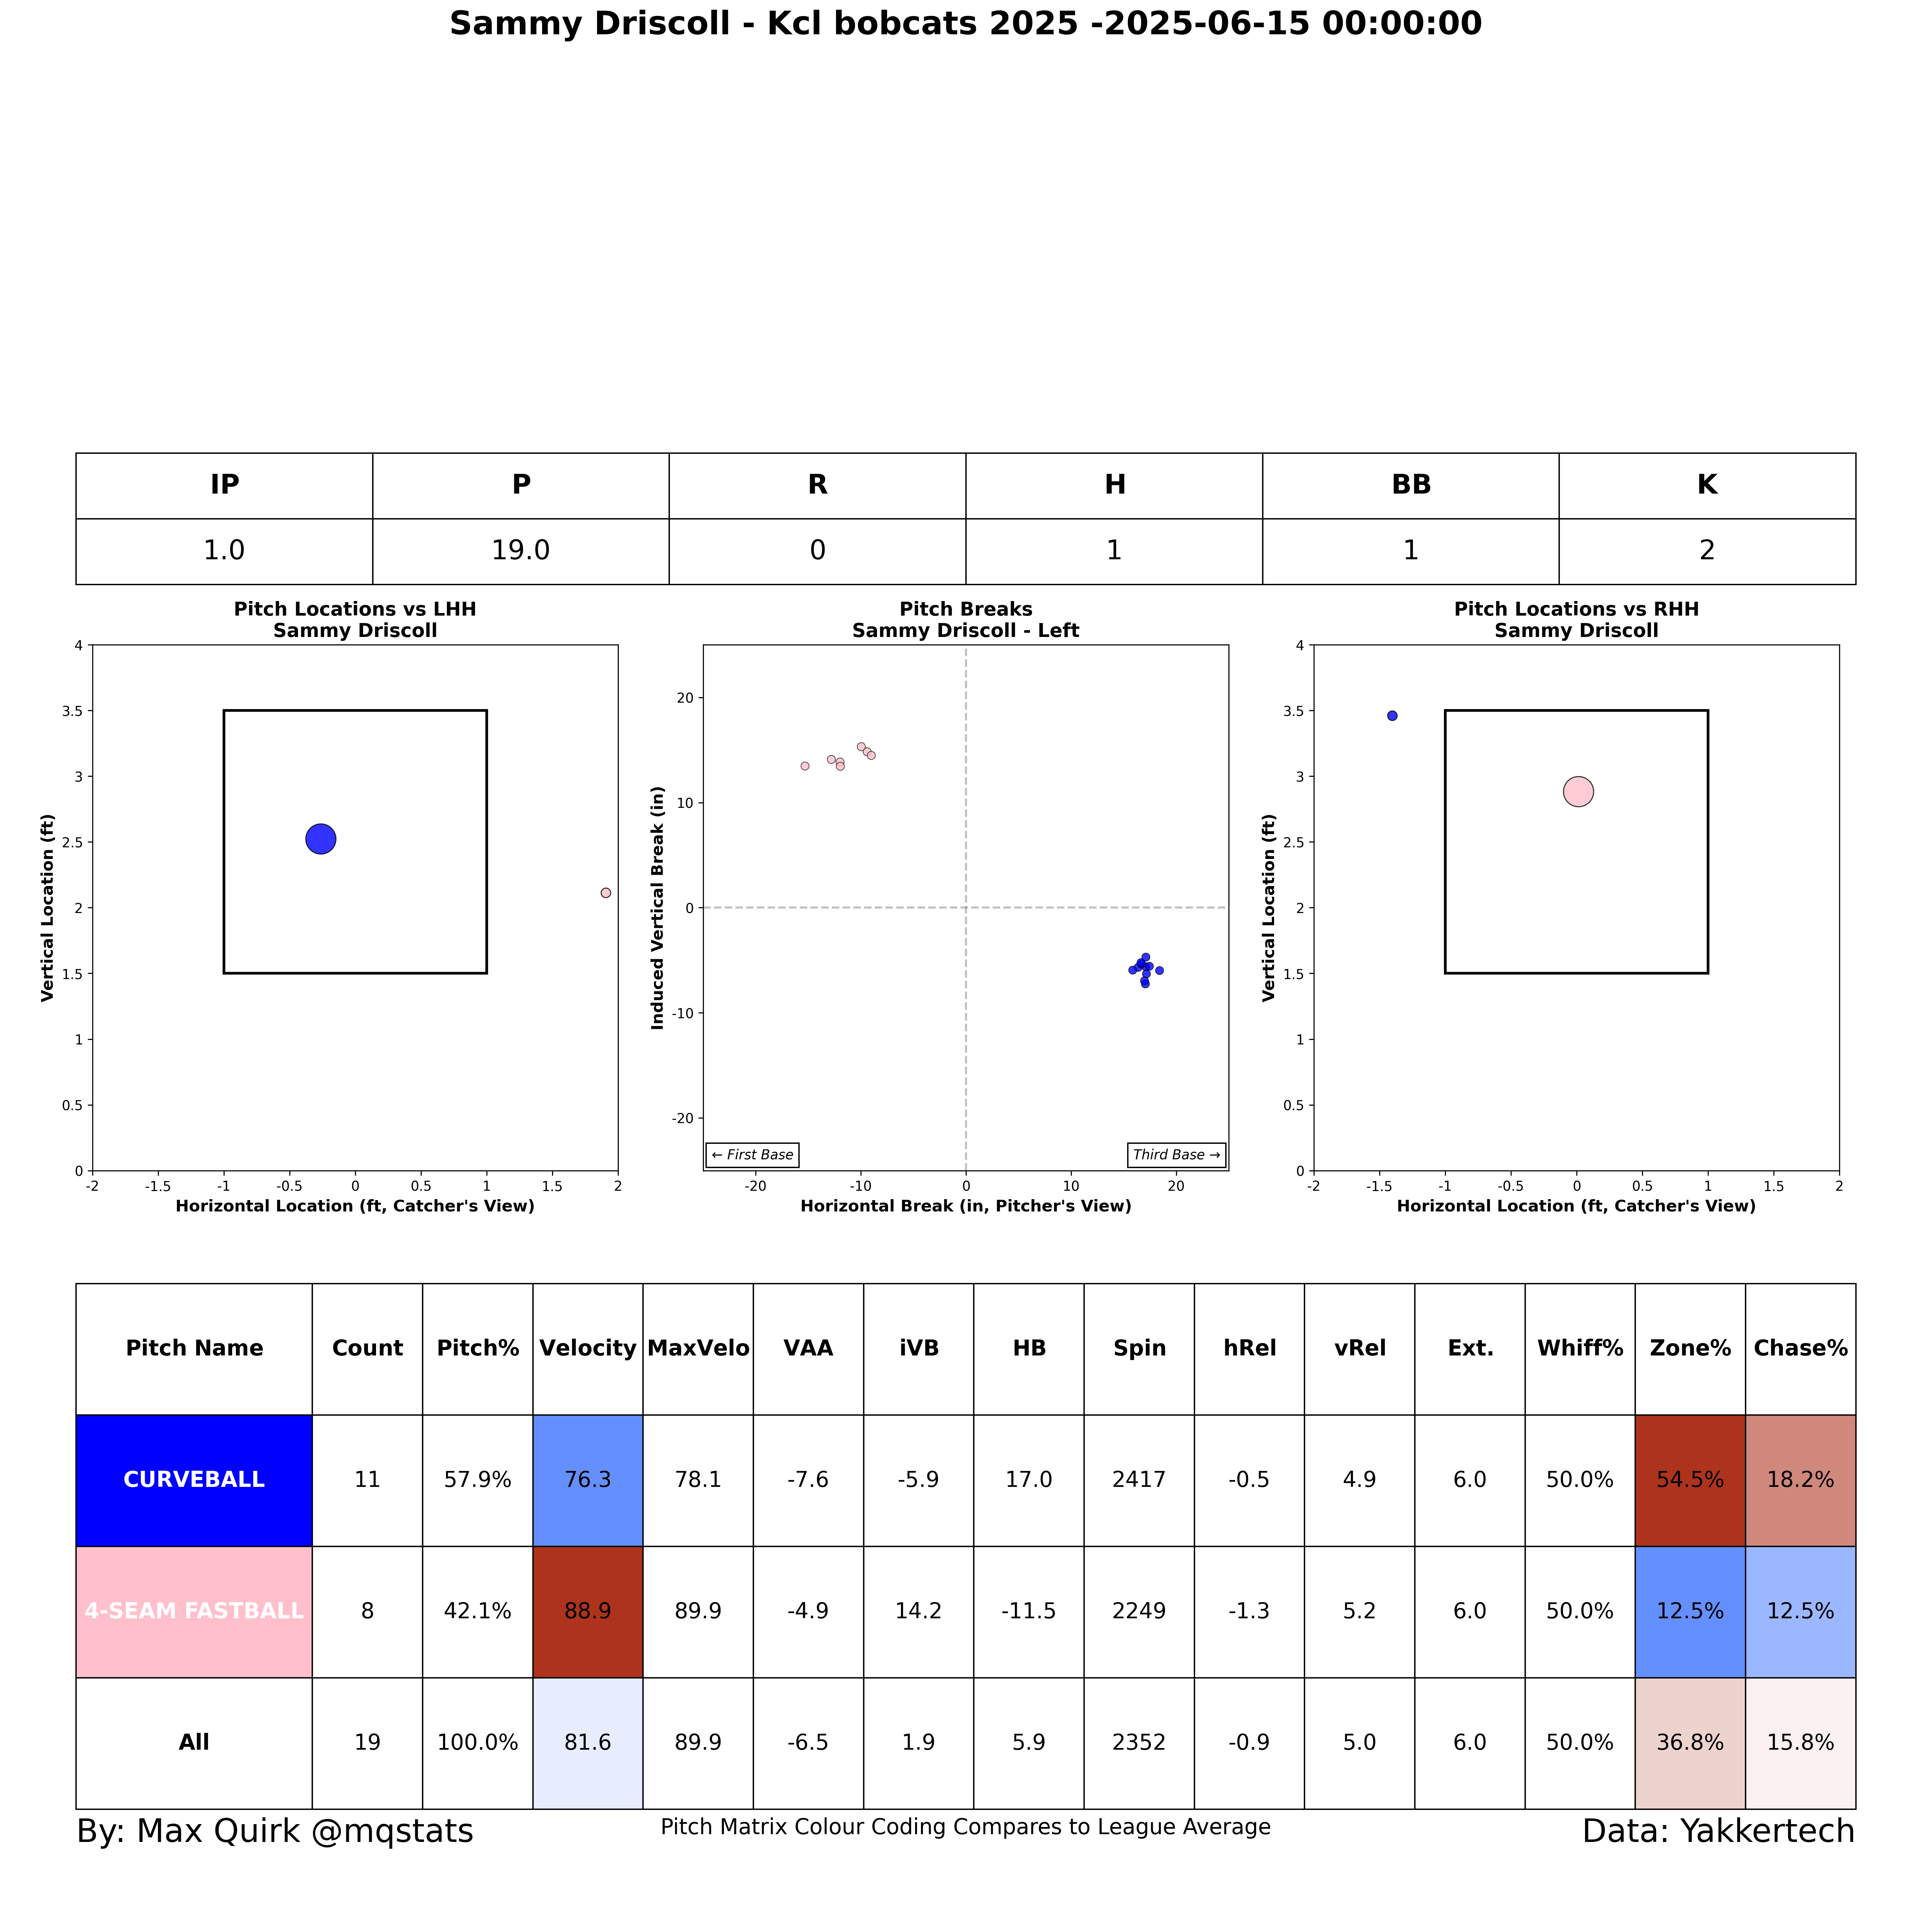 Sammy Driscoll - Kcl bobcats 2025 -2025-06-15 00:00:00
IP P R H BB K
1.0 19.0 0 1 1 2
Pitch Locations vs LHH
Sammy Driscoll
4
3.5
3
2.5
2
1.5
1
0.5
0
-2 -1.5 -1 -0.5 0 0.5 1 1.5 2
Vertical Location (ft)
Horizontal Location (ft, Catcher's View)
Pitch Breaks
Sammy Driscoll - Left
20
10
0
-10
-20
← First Base Third Base →
-20 -10 0 10 20
Induced Vertical Break (in)
Horizontal Break (in, Pitcher's View)
Pitch Locations vs RHH
Sammy Driscoll
4
3.5
3
2.5
2
1.5
1
0.5
0
-2 -1.5 -1 -0.5 0 0.5 1 1.5 2
Vertical Location (ft)
Horizontal Location (ft, Catcher's View)
Pitch Name Count Pitch% Velocity MaxVelo VAA iVB HB Spin hRel vRel Ext. Whiff% Zone% Chase%
CURVEBALL 11 57.9% 76.3 78.1 -7.6 -5.9 17.0 2417 -0.5 4.9 6.0 50.0% 54.5% 18.2%
4-SEAM FASTBALL 8 42.1% 88.9 89.9 -4.9 14.2 -11.5 2249 -1.3 5.2 6.0 50.0% 12.5% 12.5%
All 19 100.0% 81.6 89.9 -6.5 1.9 5.9 2352 -0.9 5.0 6.0 50.0% 36.8% 15.8%
By: Max Quirk @mqstats Pitch Matrix Colour Coding Compares to League Average Data: Yakkertech